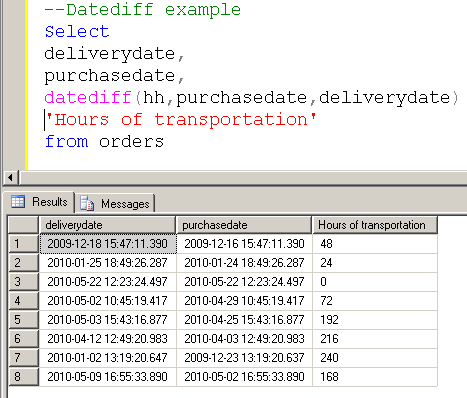 --Datediff example
Select
deliverydate,
purchasedate,
datediff(hh,purchasedate,deliverydate)
'Hours of transportation'
from orders
Results Messages
deliverydate purchasedate Hours of transportation
1 2009-12-18 15:47:11.390 2009-12-16 15:47:11.390 48
2 2010-01-25 18:49:26.287 2010-01-24 18:49:26.287 24
3 2010-05-22 12:23:24.497 2010-05-22 12:23:24.497 0
4 2010-05-02 10:45:19.417 2010-04-29 10:45:19.417 72
5 2010-05-03 15:43:16.877 2010-04-25 15:43:16.877 192
6 2010-04-12 12:49:20.983 2010-04-03 12:49:20.983 216
7 2010-01-02 13:19:20.647 2009-12-23 13:19:20.637 240
8 2010-05-09 16:55:33.890 2010-05-02 16:55:33.890 168